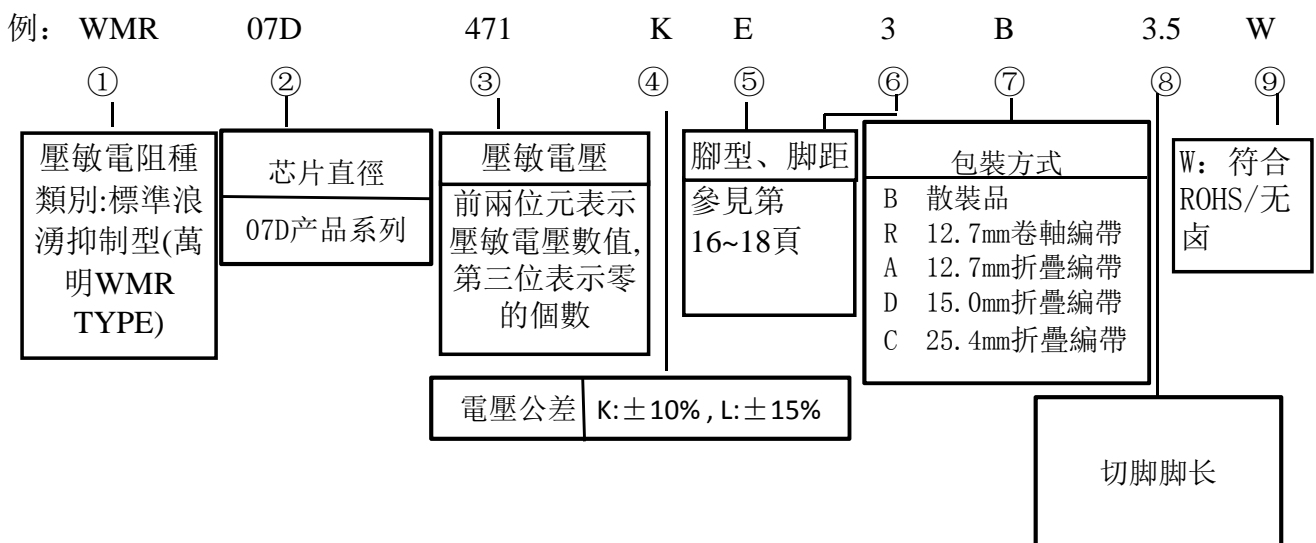 例: WMR 07D 471 K E 3 B 3.5 W
① ② ③ ④ ⑤ ⑥ ⑦ ⑧ ⑨
壓敏電阻種
類別:標準浪
湧抑制型(萬
明WMR
TYPE)
芯片直徑
07D产品系列
壓敏電壓
前兩位元表示
壓敏電壓數值,
第三位表示零
的個數
腳型、脚距
參見第
16~18頁
包裝方式
B 散裝品
R 12.7mm卷軸編帶
A 12.7mm折疊編帶
D 15.0mm折疊編帶
C 25.4mm折疊編帶
W: 符合
ROHS/无
卤
電壓公差 K:±10% , L:±15%
切脚脚长